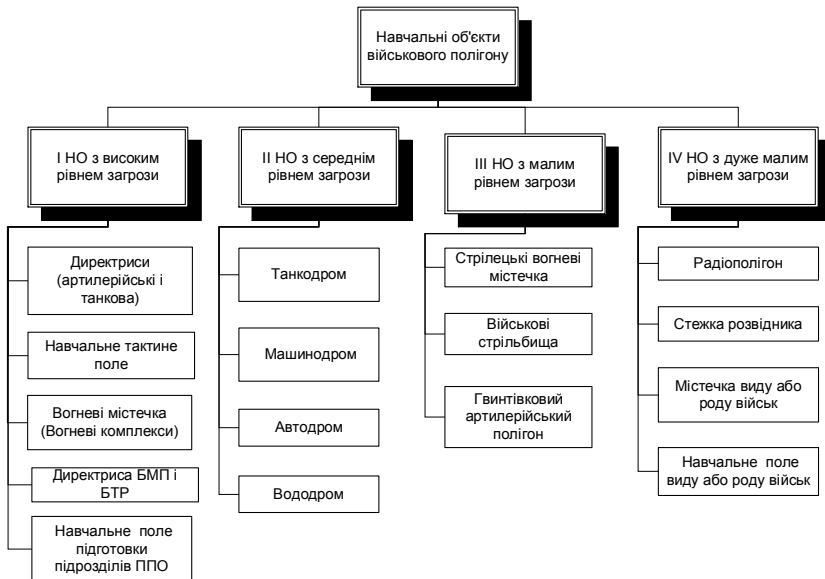 Навчальні об'єкти
військового полігону
І НО з високим
рівнем загрози
Директриси
(артилерійські і
танкова)
Навчальне тактине
поле
Вогневі містечка
(Вогневі комплекси)
Директриса БМП і
БТР
Навчальне поле
підготовки
підрозділів ППО
ІІ НО з середнім
рівнем загрози
Танкодром
Машинодром
Автодром
Вододром
ІІІ НО з малим
рівнем загрози
Стрілецькі вогневі
містечка
Військові
стрільбища
Гвинтівковий
артилерійський
полігон
IV НО з дуже малим
рівнем загрози
Радіополігон
Стежка розвідника
Містечка виду або
роду військ
Навчальне поле
виду або роду військ